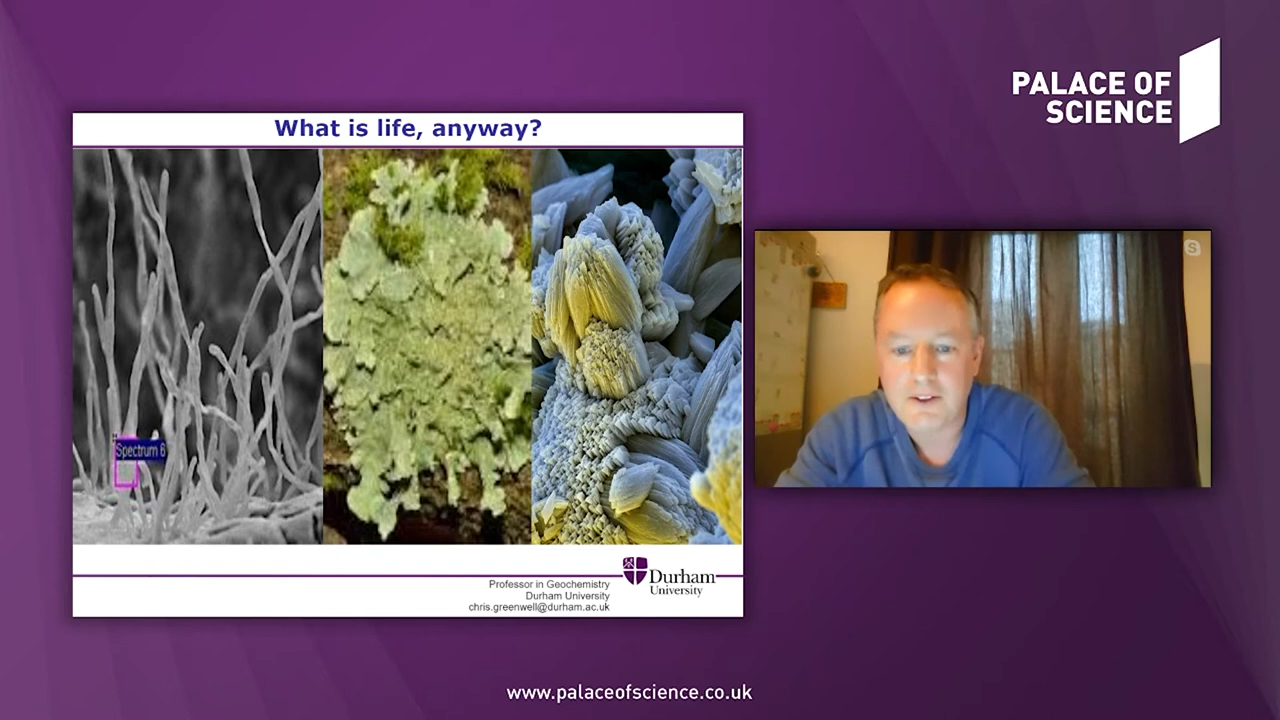 PALACE OF
SCIENCE
What is life, anyway?
Spectrum 6
Professor in Geochemistry
Durham University
chris.greenwell@durham.ac.uk
Durham
University
S
www.palaceofscience.co.uk